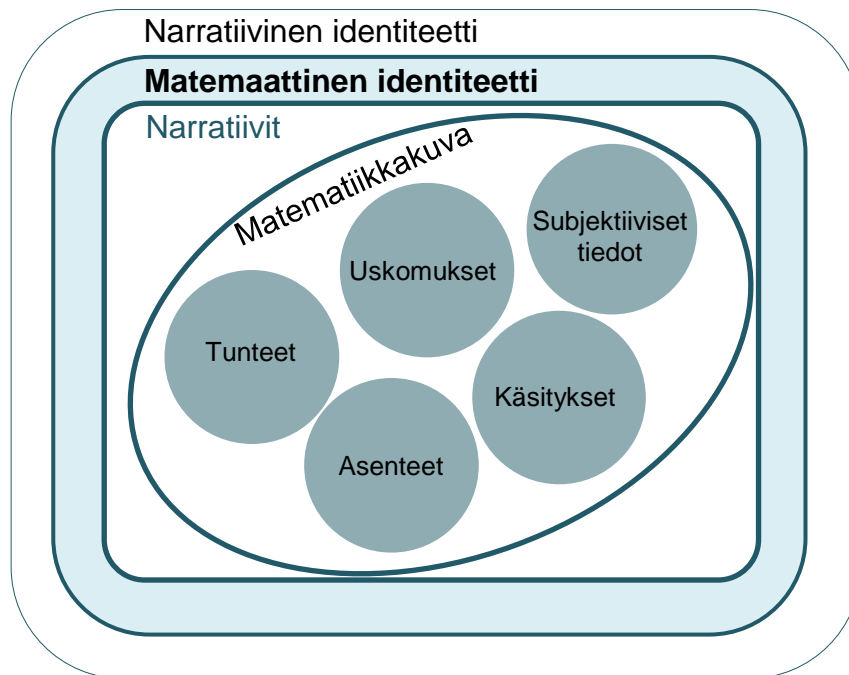 Narratiivinen identiteetti
Matemaattinen identiteetti
Narratiivit
Matematiikkakuva
Subjektiiviset
tiedot
Uskomukset
Tunteet
Käsitykset
Asenteet